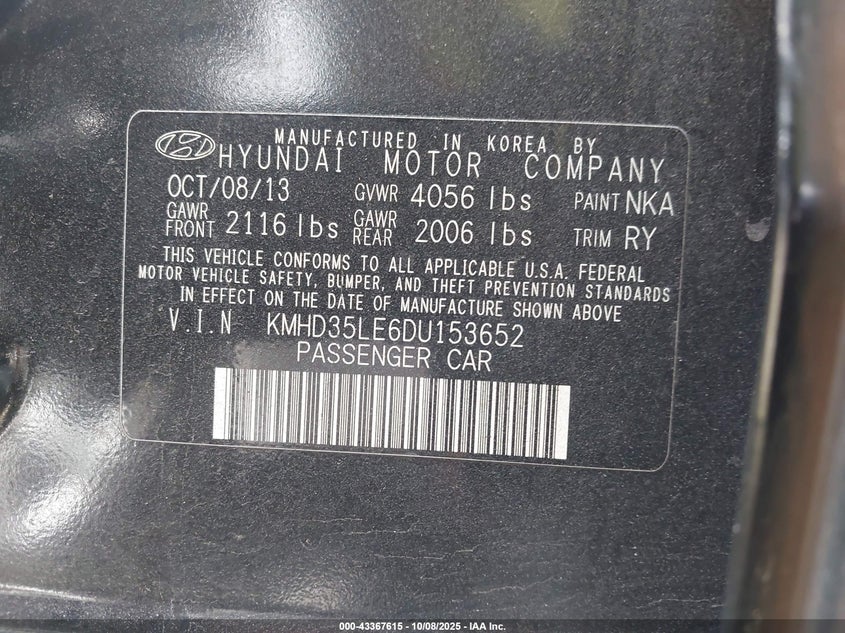 MANUFACTURED IN KOREA BY
HYUNDAI MOTOR COMPANY
OCT/08/13 GVWR 4056 lbs PAINT NKA
GAWR FRONT 2116 lbs GAWR REAR 2006 lbs TRIM RY
THIS VEHICLE CONFORMS TO ALL APPLICABLE U.S.A. FEDERAL
MOTOR VEHICLE SAFETY, BUMPER, AND THEFT PREVENTION STANDARDS
IN EFFECT ON THE DATE OF MANUFACTURE SHOWN ABOVE
V.I.N KMHD35LE6DU153652
PASSENGER CAR
000-43367615 - 10/08/2025 - IAA Inc.